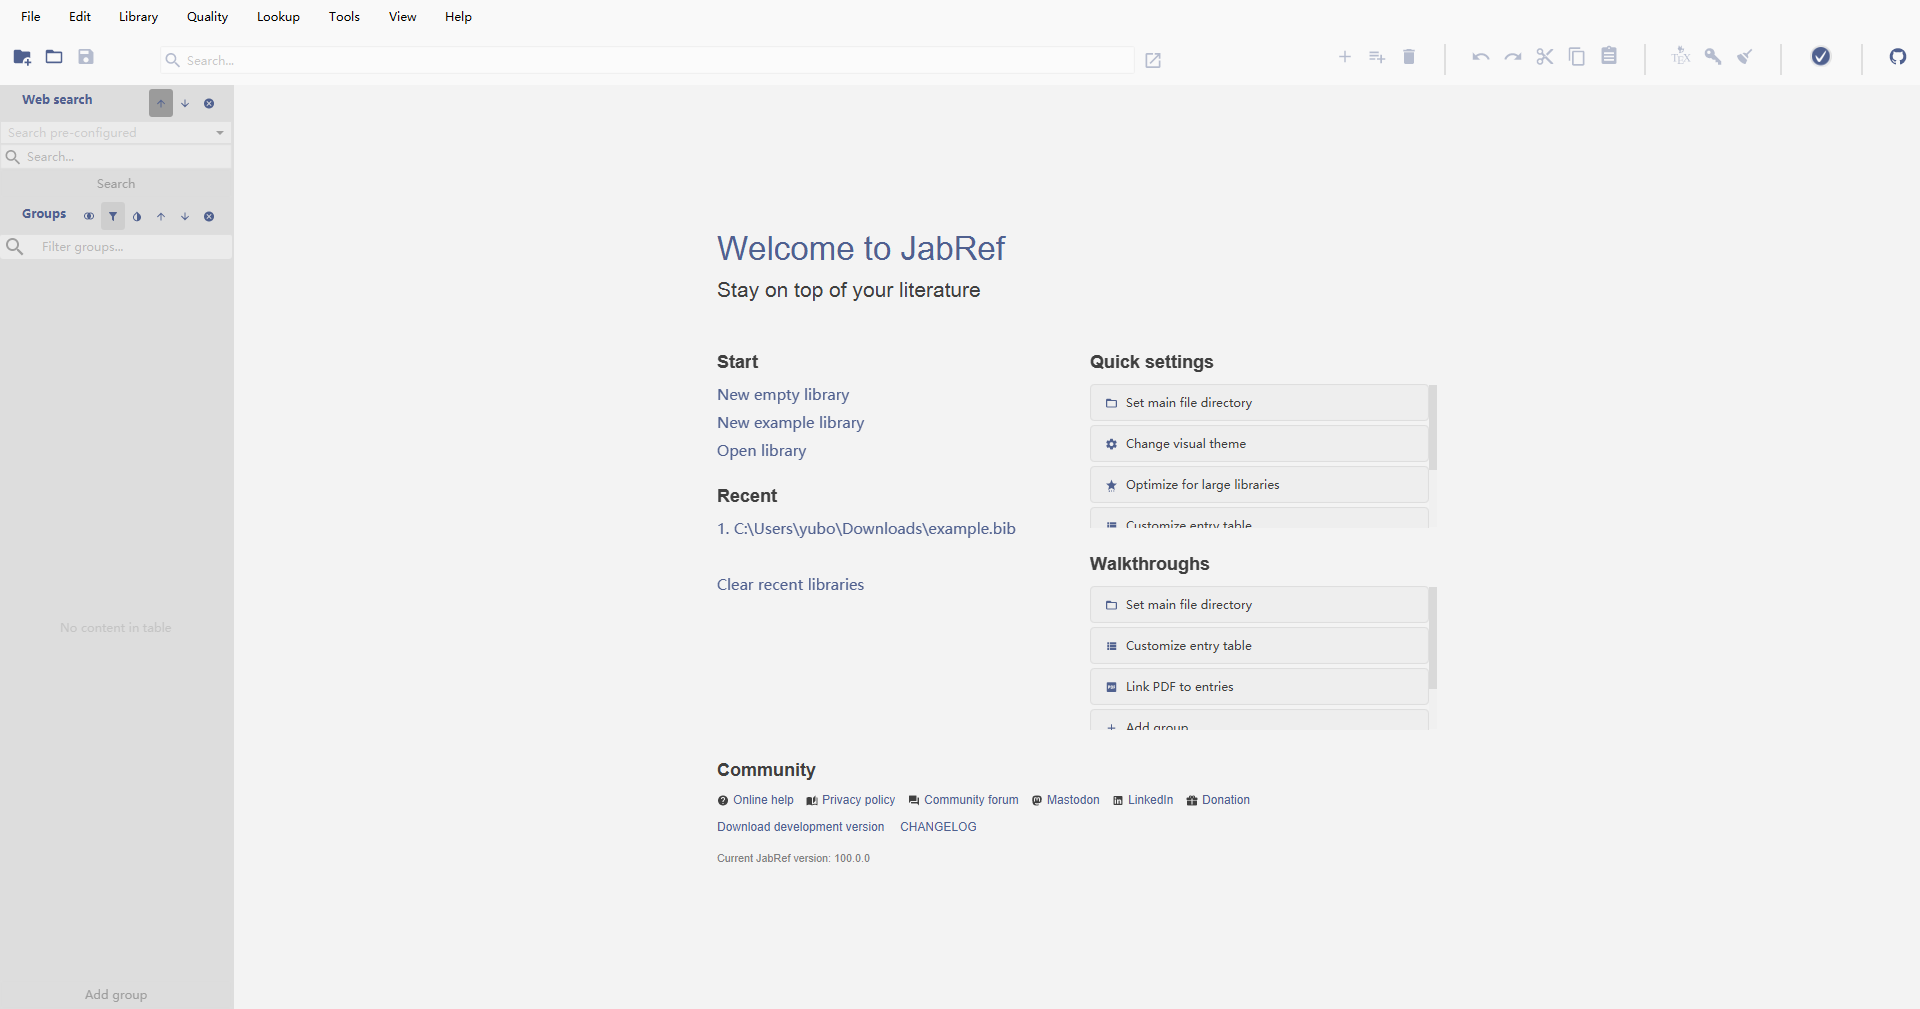 File Edit Library Quality Lookup Tools View Help
Search...
Web search
Search pre-configured
Search...
Search
Groups
Filter groups...
No content in table
Add group
Welcome to JabRef
Stay on top of your literature
Start
New empty library
New example library
Open library
Recent
1. C:\Users\yubo\Downloads\example.bib
Clear recent libraries
Quick settings
Set main file directory
Change visual theme
Optimize for large libraries
Customize entry table
Walkthroughs
Set main file directory
Customize entry table
Link PDF to entries
Add group
Community
Online help Privacy policy Community forum Mastodon LinkedIn Donation
Download development version CHANGELOG
Current JabRef version: 100.0.0